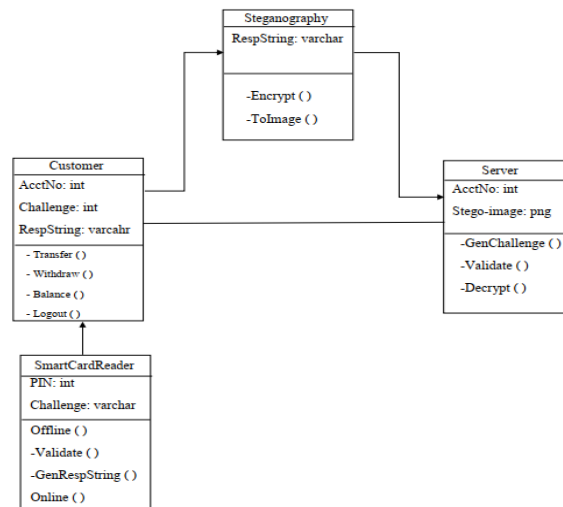 Steganography
RespString: varchar
-Encrypt ( )
-ToImage ( )
Customer
AcctNo: int
Challenge: int
RespString: varcahr
- Transfer ( )
- Withdraw ( )
- Balance ( )
- Logout ( )
Server
AcctNo: int
Stego-image: png
-GenChallenge ( )
-Validate ( )
-Decrypt ( )
SmartCardReader
PIN: int
Challenge: varchar
Offline ( )
-Validate ( )
-GenRespString ( )
Online ( )